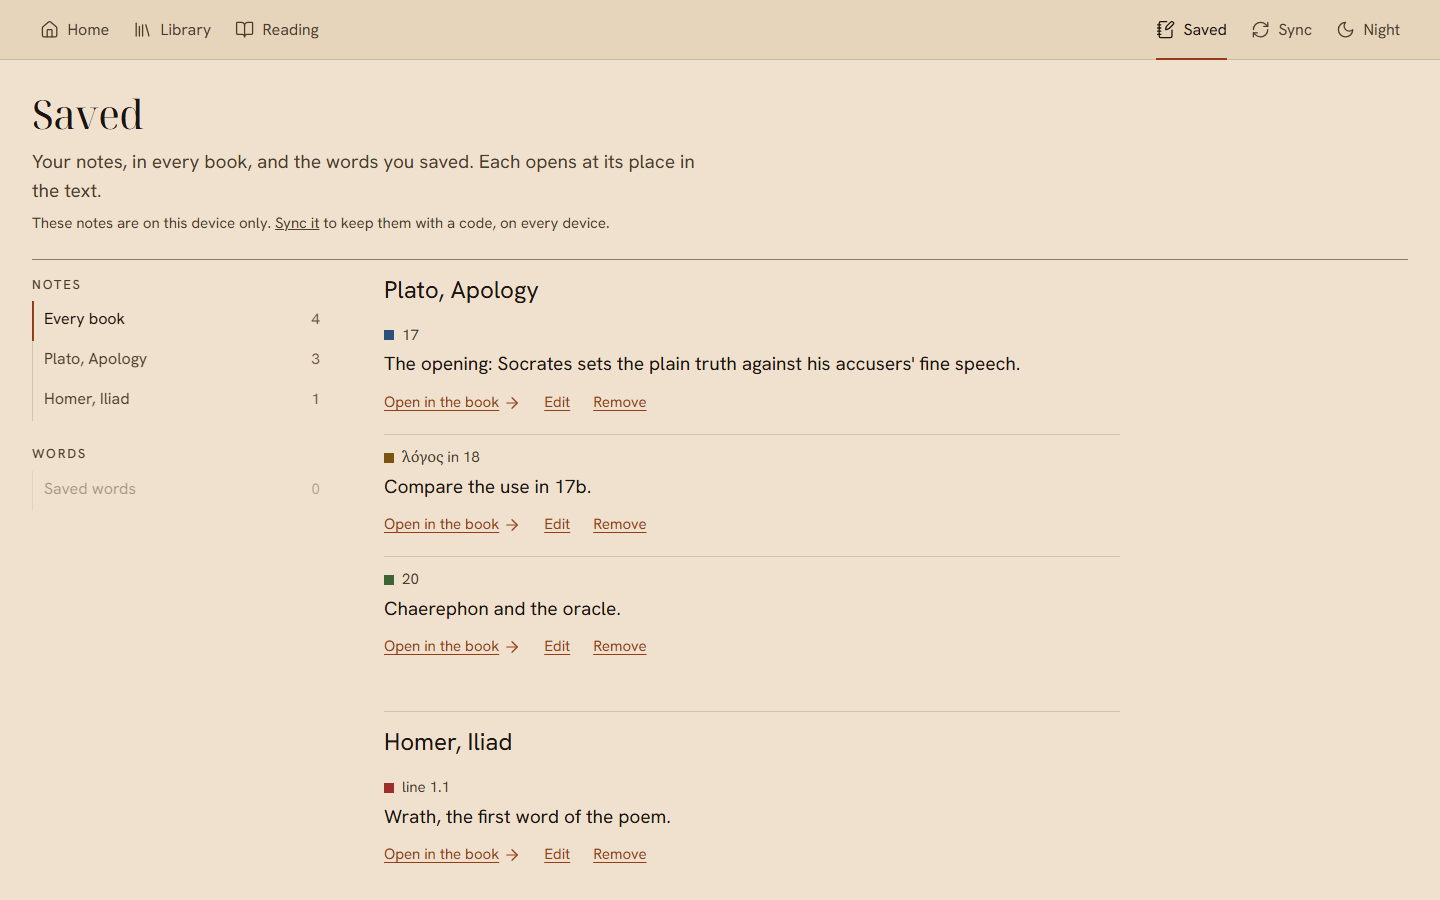 Home
Library
Reading
Saved
Sync
Night
Saved
Your notes, in every book, and the words you saved. Each opens at its place in
the text.
These notes are on this device only. Sync it to keep them with a code, on every device.
NOTES
Every book 4
Plato, Apology 3
Homer, Iliad 1
WORDS
Saved words 0
Plato, Apology
17
The opening: Socrates sets the plain truth against his accusers' fine speech.
Open in the book → Edit Remove
λόγος in 18
Compare the use in 17b.
Open in the book → Edit Remove
20
Chaerephon and the oracle.
Open in the book → Edit Remove
Homer, Iliad
line 1.1
Wrath, the first word of the poem.
Open in the book → Edit Remove